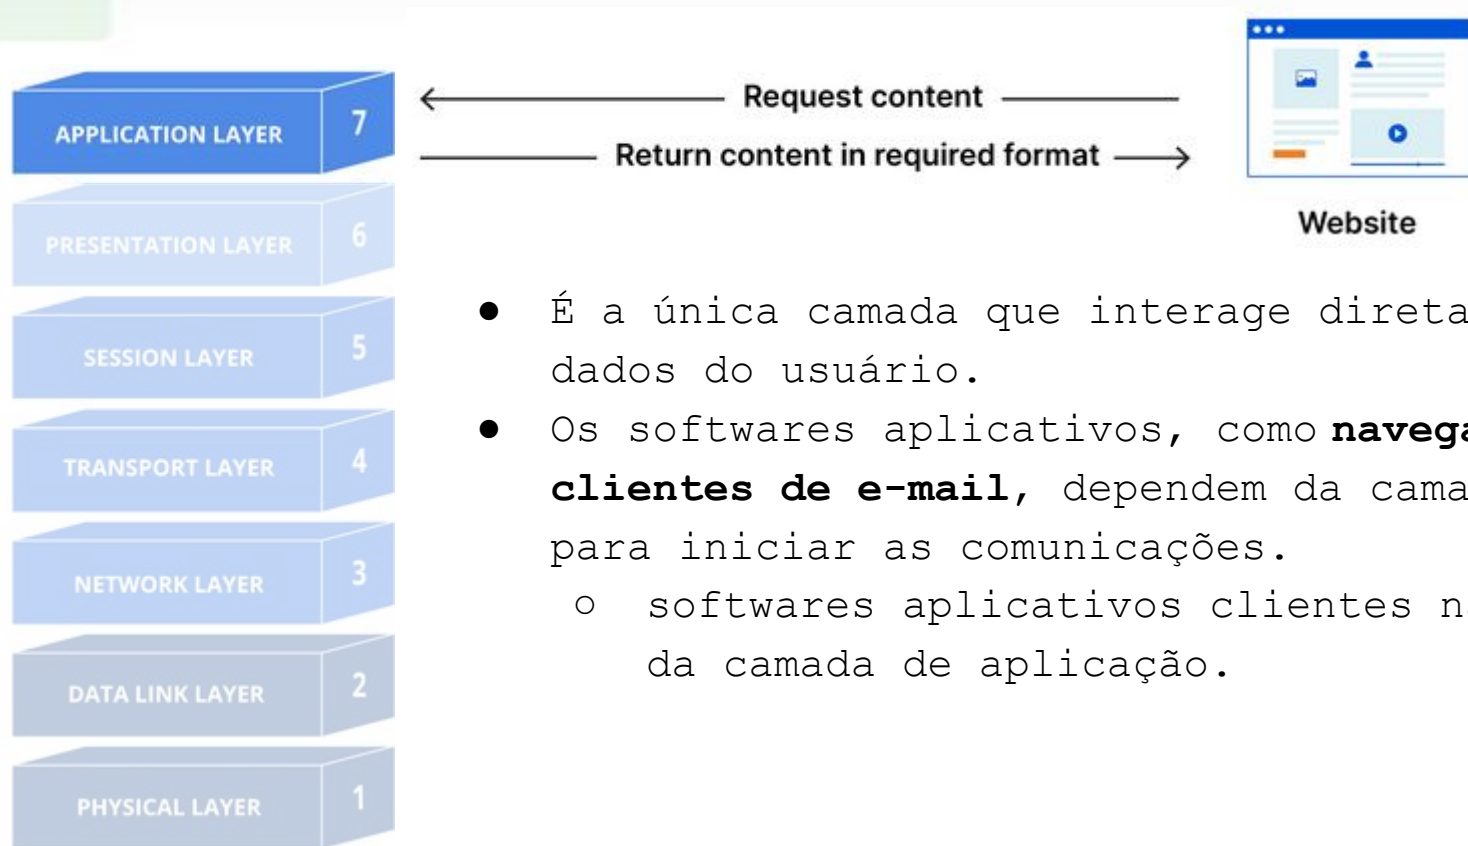 Request content
Return content in required format
Website
APPLICATION LAYER 7
PRESENTATION LAYER 6
SESSION LAYER 5
TRANSPORT LAYER 4
NETWORK LAYER 3
DATA LINK LAYER 2
PHYSICAL LAYER 1
● É a única camada que interage
dados do usuário.
● Os softwares aplicativos, como
clientes de e-mail, dependem da
para iniciar as comunicações.
○ softwares aplicativos clientes
da camada de aplicação.